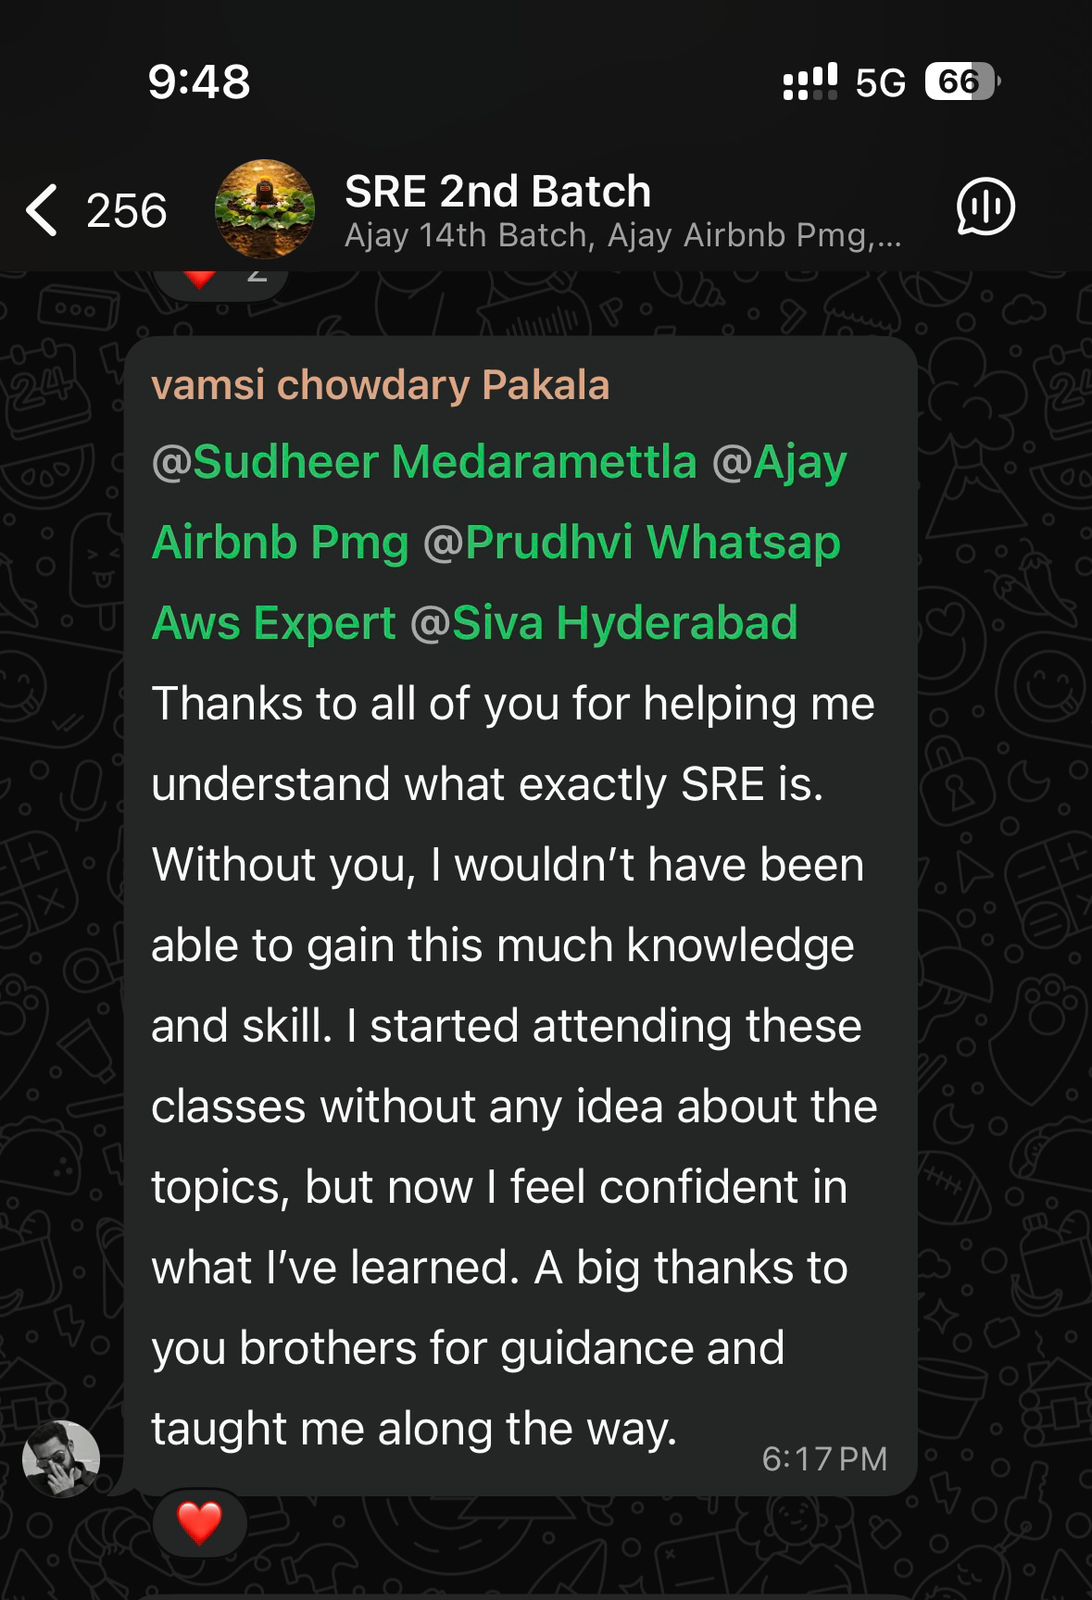 9:48
5G 66
256
SRE 2nd Batch
Ajay 14th Batch, Ajay Airbnb Pmg,...
2
vamsi chowdary Pakala
@Sudheer Medaramettla @Ajay
Airbnb Pmg @Prudhvi Whatsap
Aws Expert @Siva Hyderabad
Thanks to all of you for helping me
understand what exactly SRE is.
Without you, I wouldn’t have been
able to gain this much knowledge
and skill. I started attending these
classes without any idea about the
topics, but now I feel confident in
what I’ve learned. A big thanks to
you brothers for guidance and
taught me along the way.
6:17 PM
24
24